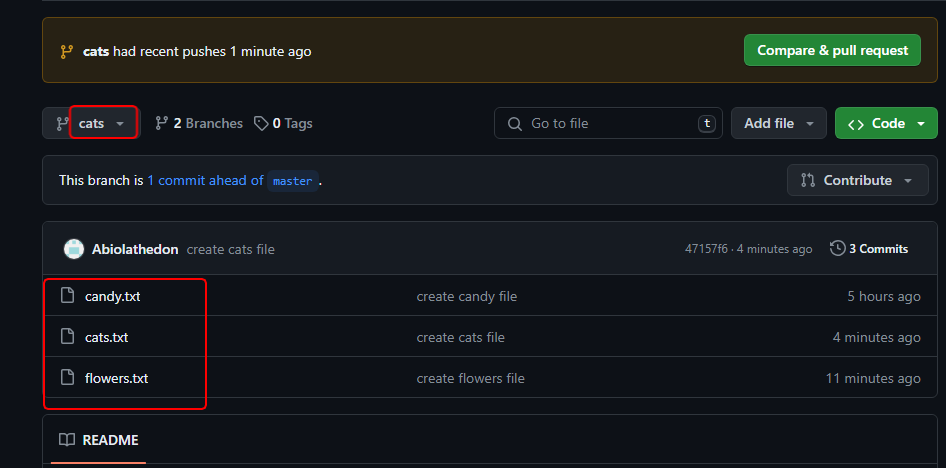 cats had recent pushes 1 minute ago
Compare & pull request
cats
2 Branches
0 Tags
Go to file
t
Add file
Code
This branch is 1 commit ahead of master .
Contribute
Abiolathedon create cats file
47157f6 · 4 minutes ago
3 Commits
candy.txt
create candy file
5 hours ago
cats.txt
create cats file
4 minutes ago
flowers.txt
create flowers file
11 minutes ago
README